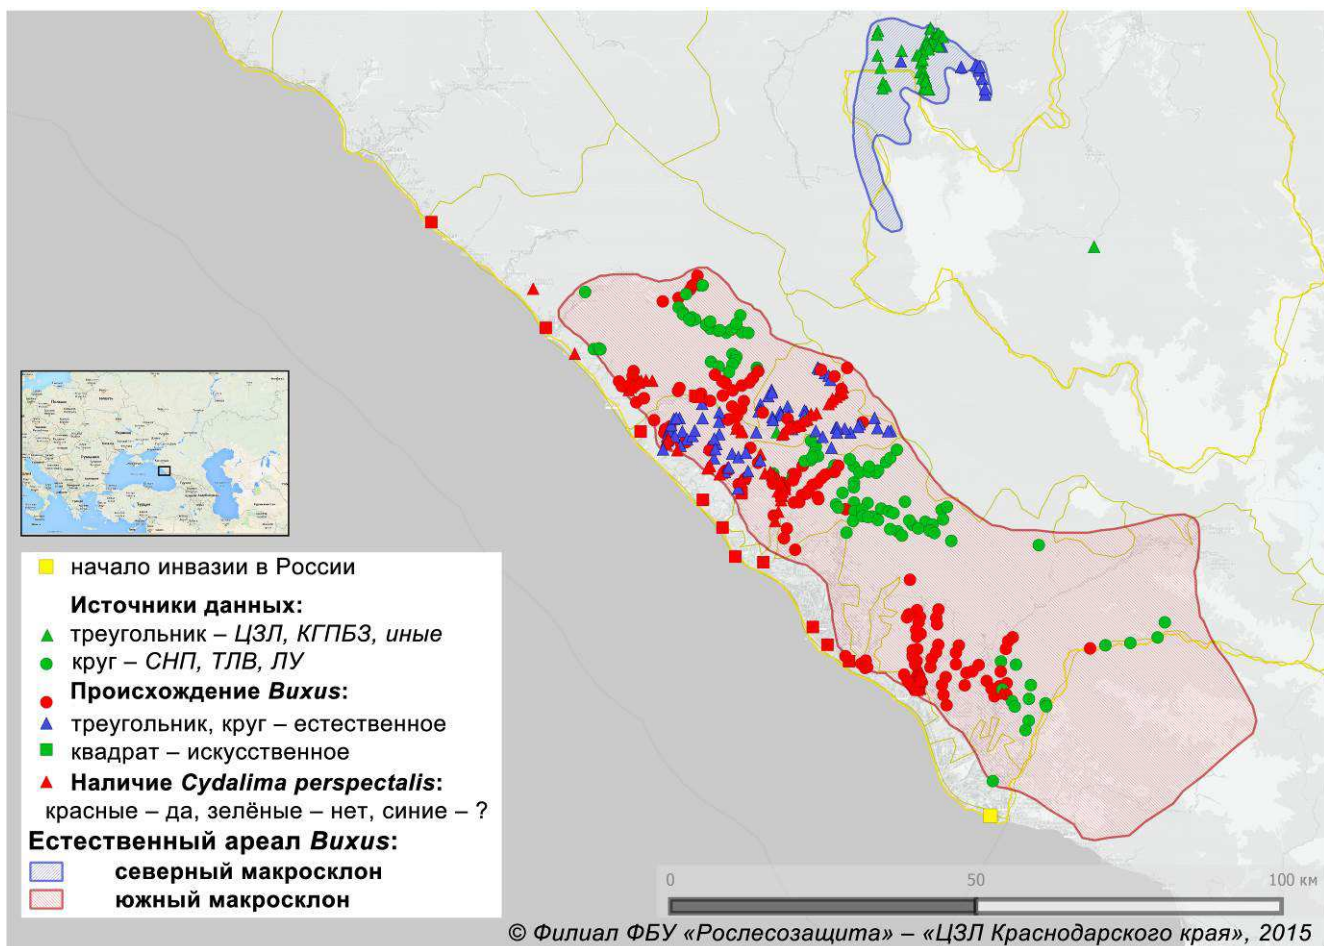 начало инвазии в России
Источники данных:
треугольник – ЦЗЛ, КГПБЗ, иные
круг – СНП, ТЛВ, ЛУ
Происхождение Buxus:
треугольник, круг – естественное
квадрат – искусственное
Наличие Cydalima perspectalis:
красные – да, зелёные – нет, синие – ?
Естественный ареал Buxus:
северный макросклон
южный макросклон
0 50 100 км
© Филиал ФБУ «Рослесозащита» – «ЦЗЛ Краснодарского края», 2015